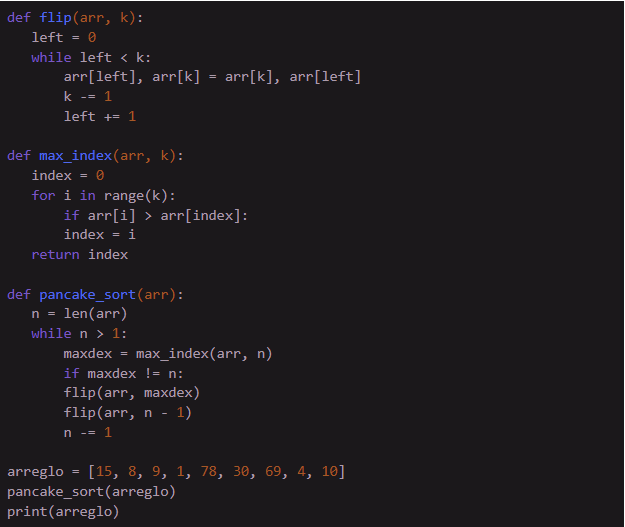 def flip(arr, k):
   left = 0
   while left < k:
       arr[left], arr[k] = arr[k], arr[left]
       k -= 1
       left += 1

def max_index(arr, k):
   index = 0
   for i in range(k):
       if arr[i] > arr[index]:
       index = i
   return index

def pancake_sort(arr):
   n = len(arr)
   while n > 1:
       maxdex = max_index(arr, n)
       if maxdex != n:
       flip(arr, maxdex)
       flip(arr, n - 1)
       n -= 1

arreglo = [15, 8, 9, 1, 78, 30, 69, 4, 10]
pancake_sort(arreglo)
print(arreglo)